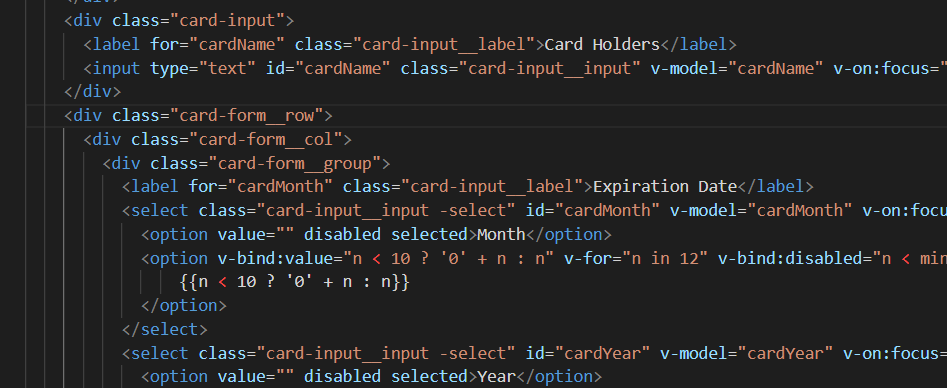 </div>
<div class="card-input">
<label for="cardName" class="card-input__label">Card Holders</label>
<input type="text" id="cardName" class="card-input__input" v-model="cardName" v-on:focus="
</div>
<div class="card-form__row">
<div class="card-form__col">
<div class="card-form__group">
<label for="cardMonth" class="card-input__label">Expiration Date</label>
<select class="card-input__input -select" id="cardMonth" v-model="cardMonth" v-on:focu
<option value="" disabled selected>Month</option>
<option v-bind:value="n < 10 ? '0' + n : n" v-for="n in 12" v-bind:disabled="n < min
{{n < 10 ? '0' + n : n}}
</option>
</select>
<select class="card-input__input -select" id="cardYear" v-model="cardYear" v-on:focus=
<option value="" disabled selected>Year</option>